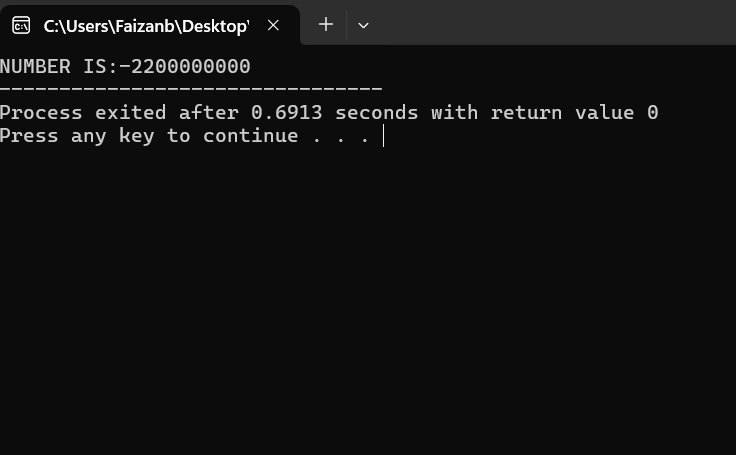 C:\Users\Faizanb\Desktop\
NUMBER IS:-2200000000
--------------------------------
Process exited after 0.6913 seconds with return value 0
Press any key to continue . . .